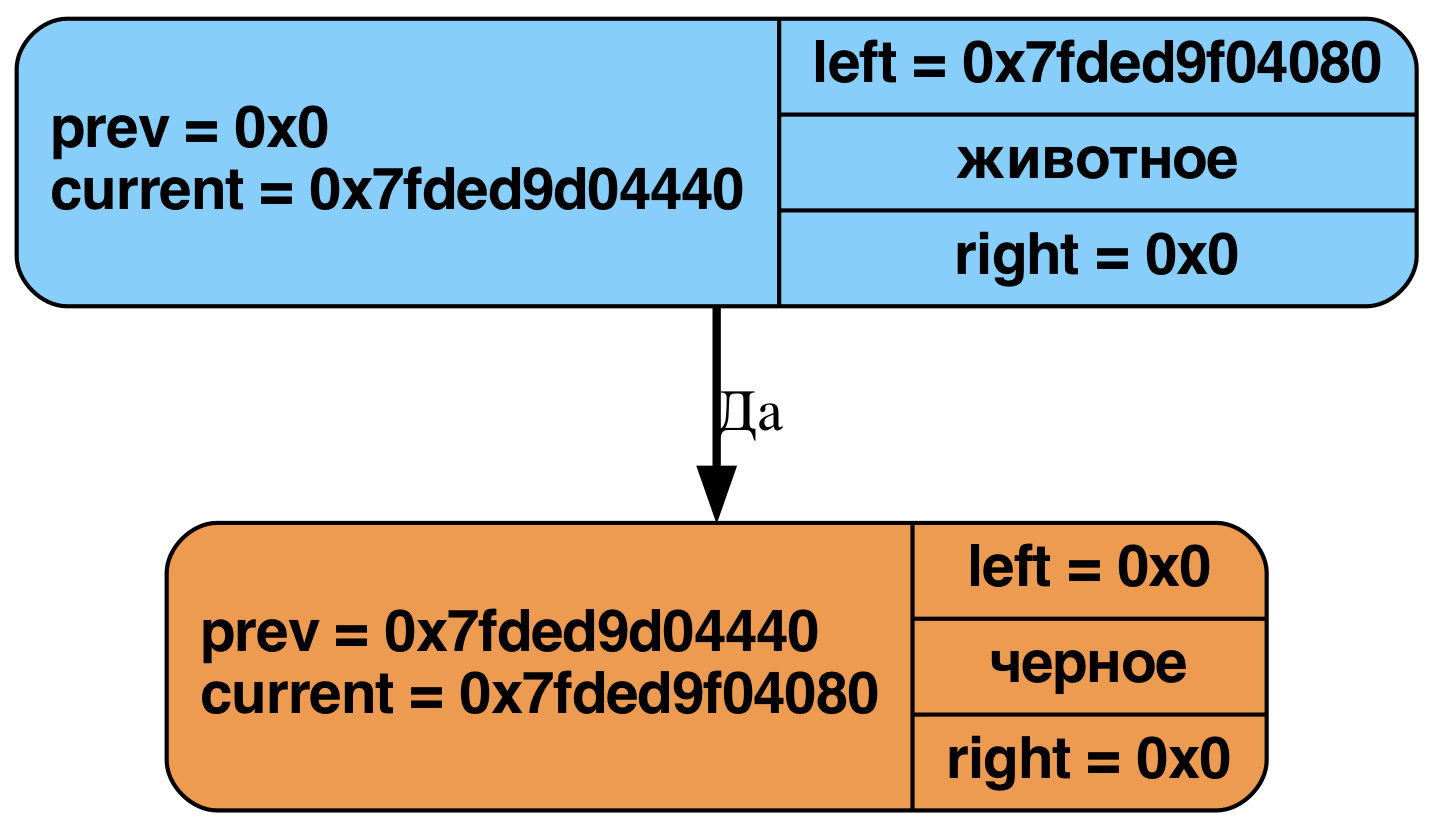 prev = 0x0
current = 0x7fded9d04440
left = 0x7fded9f04080
животное
right = 0x0
Да
prev = 0x7fded9d04440
current = 0x7fded9f04080
left = 0x0
черное
right = 0x0